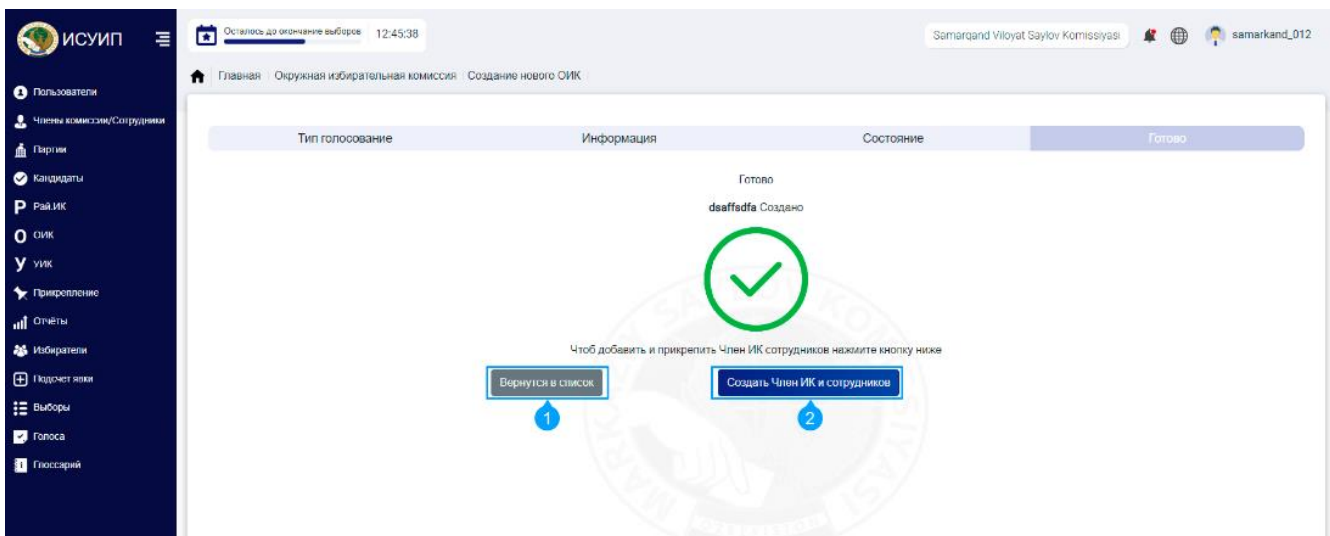 ИСУИП
Осталось до окончание выборов 12:45:38
Samarqand Viloyat Saylov Komissiyasi
samarkand_012
Главная Окружная избирательная комиссия Создание нового ОИК
Пользователи
Члены комиссии/Сотрудники
Партии
Кандидаты
P Рай.ИК
О ОИК
У УИК
Прикрепление
Отчёты
Избиратели
Подсчет явки
Выборы
Голоса
Глоссарий
Тип голосование Информация Состояние Готово
Готово
dsaffsdfa Создано
Чтоб добавить и прикрепить Член ИК сотрудников нажмите кнопку ниже
Вернутся в список Создать Член ИК и сотрудников
1 2